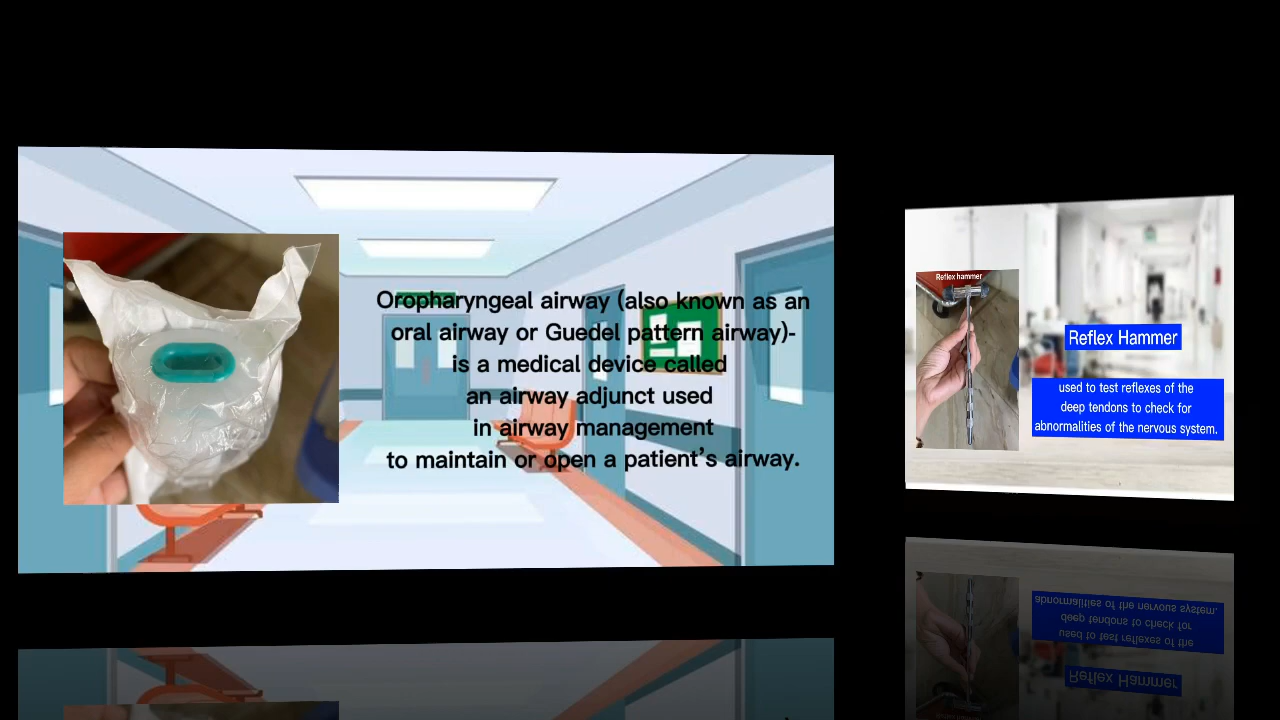 Oropharyngeal airway (also known as an
oral airway or Guedel pattern airway)-
is a medical device called
an airway adjunct used
in airway management
to maintain or open a patient's airway.
Reflex hammer
Reflex Hammer
used to test reflexes of the
deep tendons to check for
abnormalities of the nervous system.